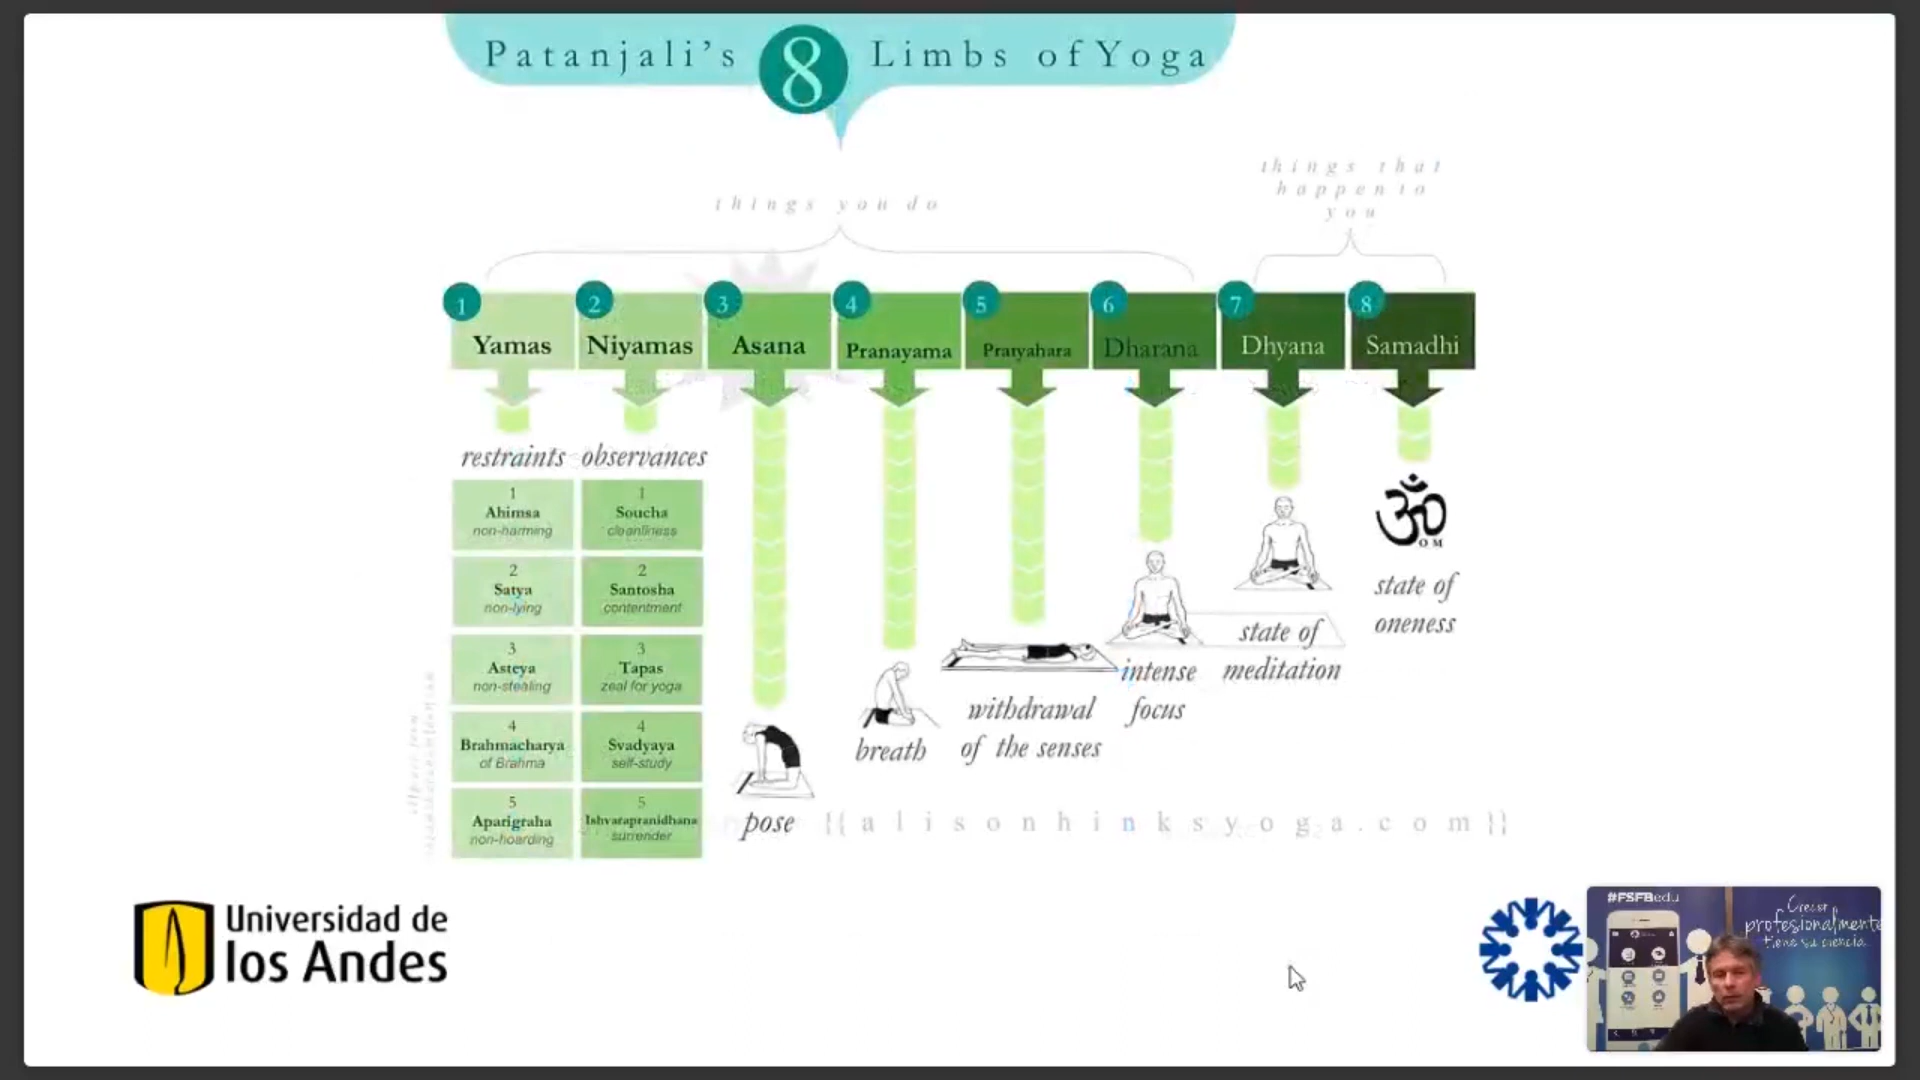 Patanjali's 8 Limbs of Yoga
things you do
things that
happen to
you
1 2 3 4 5 6 7 8
Yamas Niyamas Asana Pranayama Pratyahara Dharana Dhyana Samadhi
restraints observances
1 1
Ahimsa Soucha
non-harming cleanliness
2 2
Satya Santosha
non-lying contentment
3 3
Asteya Tapas
non-stealing zeal for yoga
4 4
Brahmacharya Svadyaya
of Brahma self-study
5 5
Aparigraha Ishvarapranidhana
non-hoarding surrender
pose
breath
withdrawal
of the senses
intense
focus
state of
meditation
ॐ
OM
state of
oneness
{{alisonhinksyoga.com}}
Universidad de
los Andes
#FSFBedu
Crecer
profesionalmente
tiene su ciencia